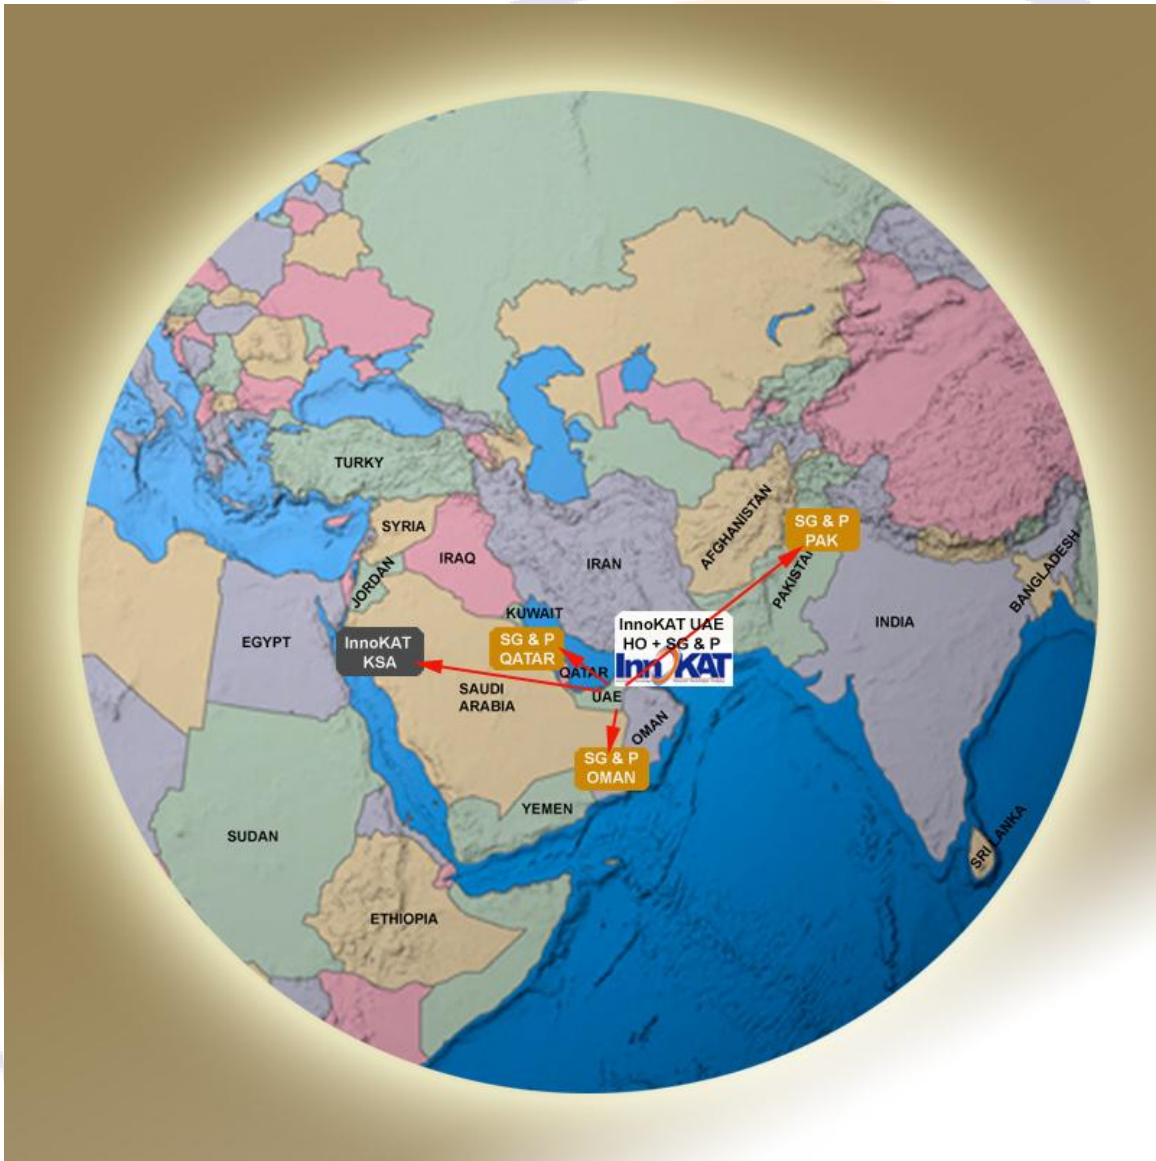 TURKY
SYRIA
IRAQ
JORDAN
IRAN
AFGHANISTAN
SG & P
PAK
PAKISTAN
BANGLADESH
INDIA
EGYPT
KUWAIT
InnoKAT
KSA
SG & P
QATAR
InnoKAT UAE
HO + SG & P
InnOKAT
QATAR
UAE
SAUDI
ARABIA
OMAN
SG & P
OMAN
YEMEN
SUDAN
SRI LANKA
ETHIOPIA